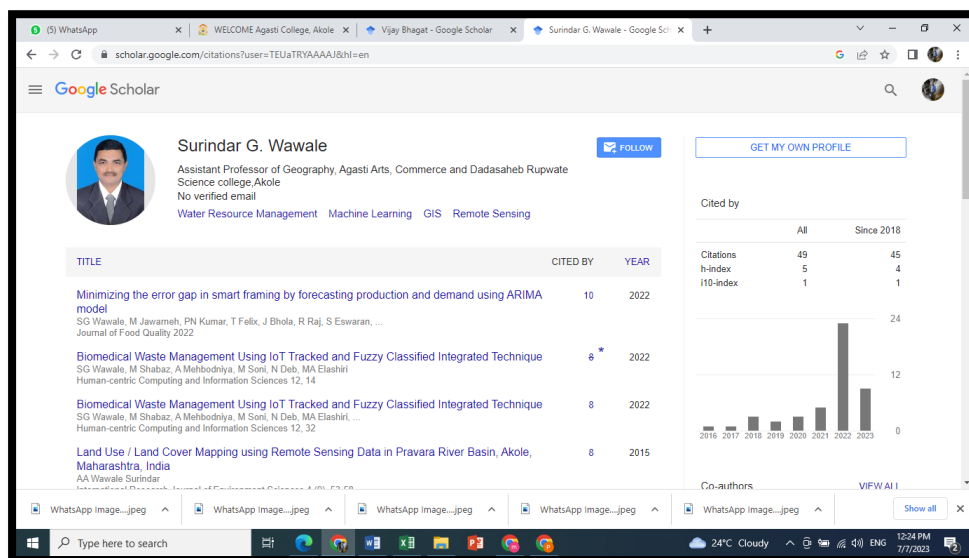 (5) WhatsApp
WELCOME Agasti College, Akole
Vijay Bhagat - Google Scholar
Surindar G. Wawale - Google Sch
scholar.google.com/citations?user=TEUaTRYAAAAJ&hl=en
Google Scholar
Surindar G. Wawale
FOLLOW
Assistant Professor of Geography, Agasti Arts, Commerce and Dadasaheb Rupwate
Science college,Akole
No verified email
Water Resource Management Machine Learning GIS Remote Sensing
TITLE CITED BY YEAR
Minimizing the error gap in smart framing by forecasting production and demand using ARIMA 10 2022
model
SG Wawale, M Jawarneh, PN Kumar, T Felix, J Bhola, R Raj, S Eswaran, ...
Journal of Food Quality 2022
Biomedical Waste Management Using IoT Tracked and Fuzzy Classified Integrated Technique 8 * 2022
SG Wawale, M Shabaz, A Mehbodniya, M Soni, N Deb, MA Elashiri
Human-centric Computing and Information Sciences 12, 14
Biomedical Waste Management Using IoT Tracked and Fuzzy Classified Integrated Technique 8 2022
SG Wawale, M Shabaz, A Mehbodniya, M Soni, N Deb, MA Elashiri, ...
Human-centric Computing and Information Sciences 12, 32
Land Use / Land Cover Mapping using Remote Sensing Data in Pravara River Basin, Akole, 8 2015
Maharashtra, India
AA Wawale Surindar
International Research Journal of Environment Sciences 4 (8), 53-58
GET MY OWN PROFILE
Cited by
All Since 2018
Citations 49 45
h-index 5 4
i10-index 1 1
24
12
0
2016 2017 2018 2019 2020 2021 2022 2023
Co-authors VIEW ALL
WhatsApp Image....jpeg
WhatsApp Image....jpeg
WhatsApp Image....jpeg
WhatsApp Image....jpeg
WhatsApp Image....jpeg
Show all
Type here to search
24°C Cloudy
ENG
12:24 PM
7/7/2023
2